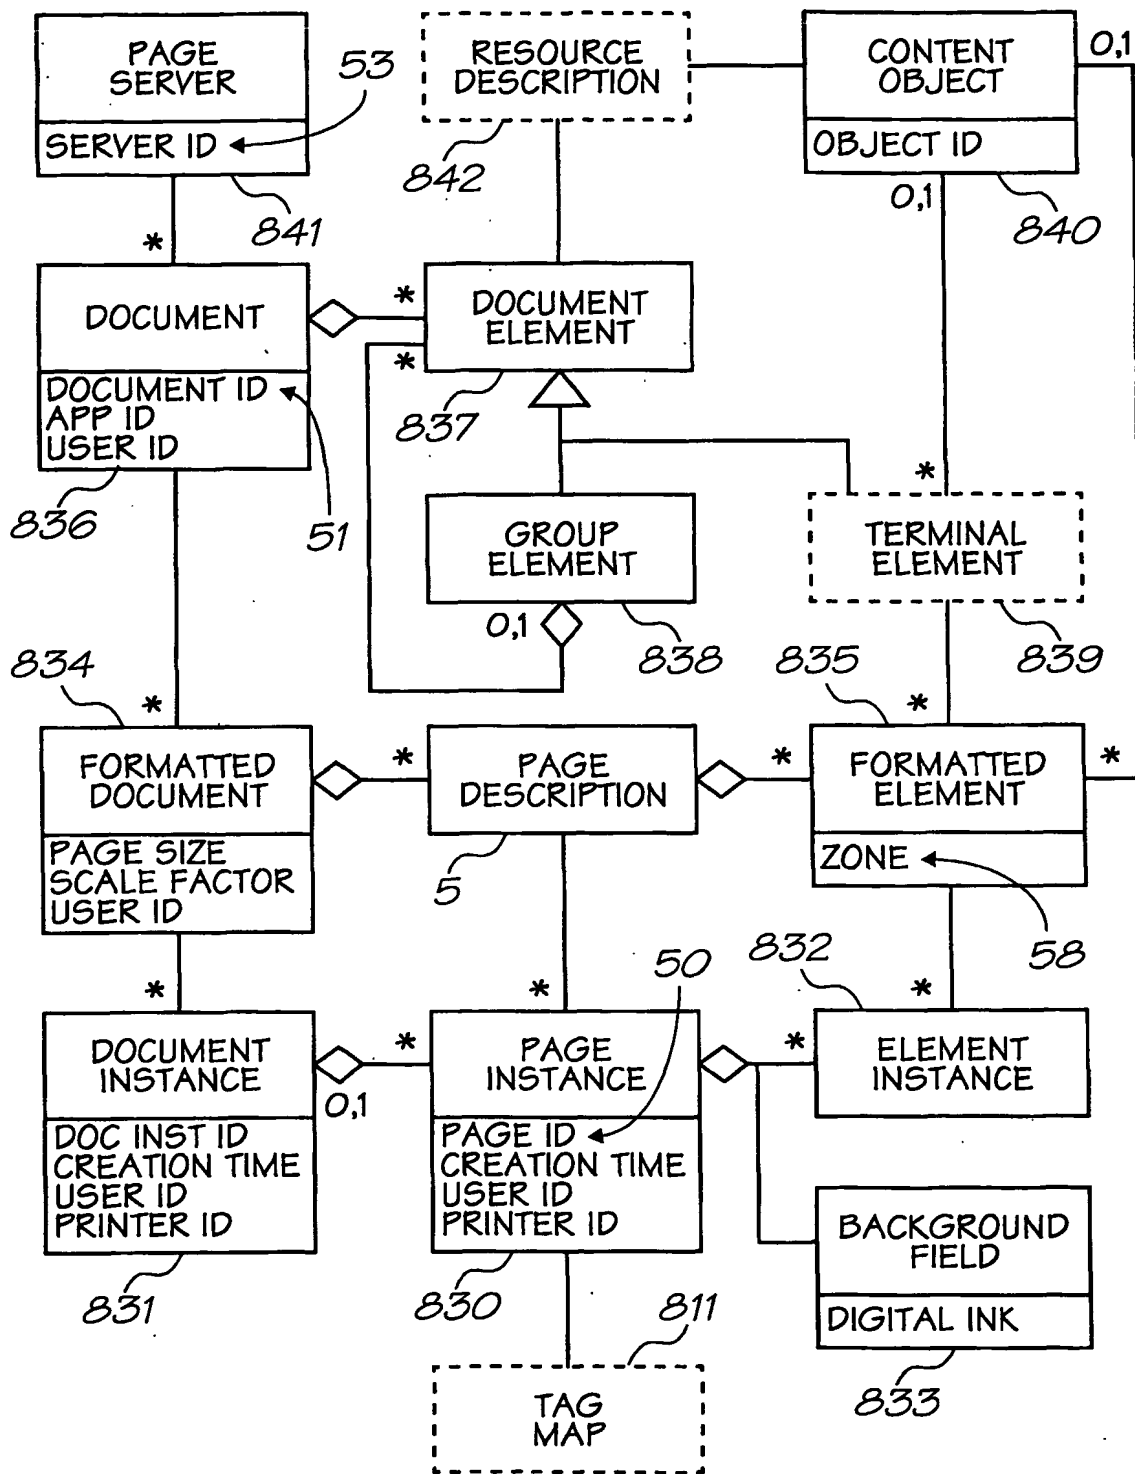 PAGE
SERVER
SERVER ID
53
841
RESOURCE
DESCRIPTION
842
CONTENT
OBJECT
OBJECT ID
0,1
0,1
840
*
DOCUMENT
DOCUMENT ID
APP ID
USER ID
836
51
*
*
DOCUMENT
ELEMENT
837
GROUP
ELEMENT
0,1
838
*
TERMINAL
ELEMENT
839
834
*
FORMATTED
DOCUMENT
PAGE SIZE
SCALE FACTOR
USER ID
*
PAGE
DESCRIPTION
5
835
*
*
*
FORMATTED
ELEMENT
ZONE
58
*
DOCUMENT
INSTANCE
DOC INST ID
CREATION TIME
USER ID
PRINTER ID
831
0,1
*
*
50
PAGE
INSTANCE
PAGE ID
CREATION TIME
USER ID
PRINTER ID
830
832
*
*
ELEMENT
INSTANCE
BACKGROUND
FIELD
DIGITAL INK
833
811
TAG
MAP